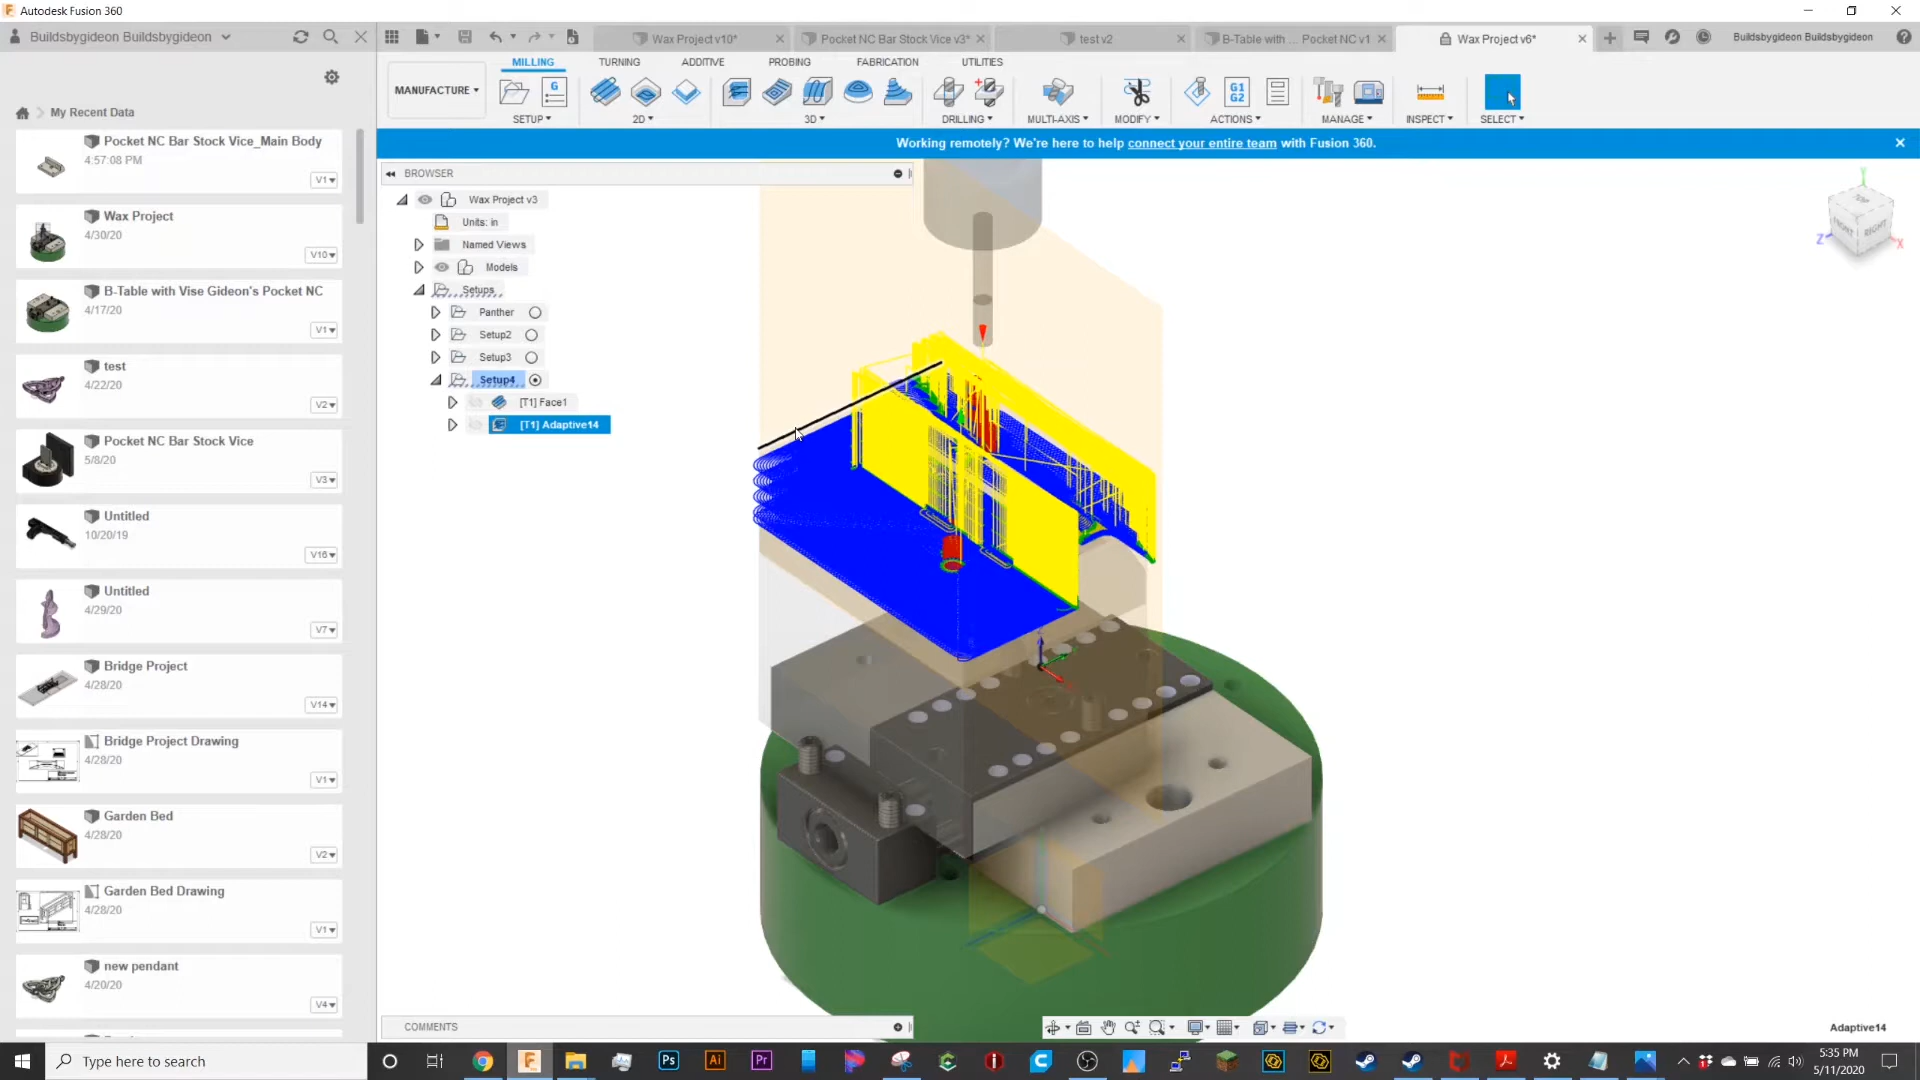 Autodesk Fusion 360
Buildsbygideon Buildsbygideon
Wax Project v10*
Pocket NC Bar Stock Vice v3*
test v2
B-Table with ... Pocket NC v1
Wax Project v6*
Buildsbygideon Buildsbygideon
MILLING
TURNING
ADDITIVE
PROBING
FABRICATION
UTILITIES
MANUFACTURE
G
G1
G2
SETUP
2D
3D
DRILLING
MULTI-AXIS
MODIFY
ACTIONS
MANAGE
INSPECT
SELECT
Working remotely? We're here to help connect your entire team with Fusion 360.
My Recent Data
Pocket NC Bar Stock Vice_Main Body
4:57:08 PM
V1
Wax Project
4/30/20
V10
B-Table with Vise Gideon's Pocket NC
4/17/20
V1
test
4/22/20
V2
Pocket NC Bar Stock Vice
5/8/20
V3
Untitled
10/20/19
V16
Untitled
4/29/20
V7
Bridge Project
4/28/20
V14
Bridge Project Drawing
4/28/20
V1
Garden Bed
4/28/20
V2
Garden Bed Drawing
4/28/20
V1
new pendant
4/20/20
V4
BROWSER
Wax Project v3
Units: in
Named Views
Models
Setups
Panther
Setup2
Setup3
Setup4
[T1] Face1
[T1] Adaptive14
Y
TOP
FRONT
RIGHT
Z
X
COMMENTS
Adaptive14
Type here to search
Ps
Ai
Pr
5:35 PM
5/11/2020